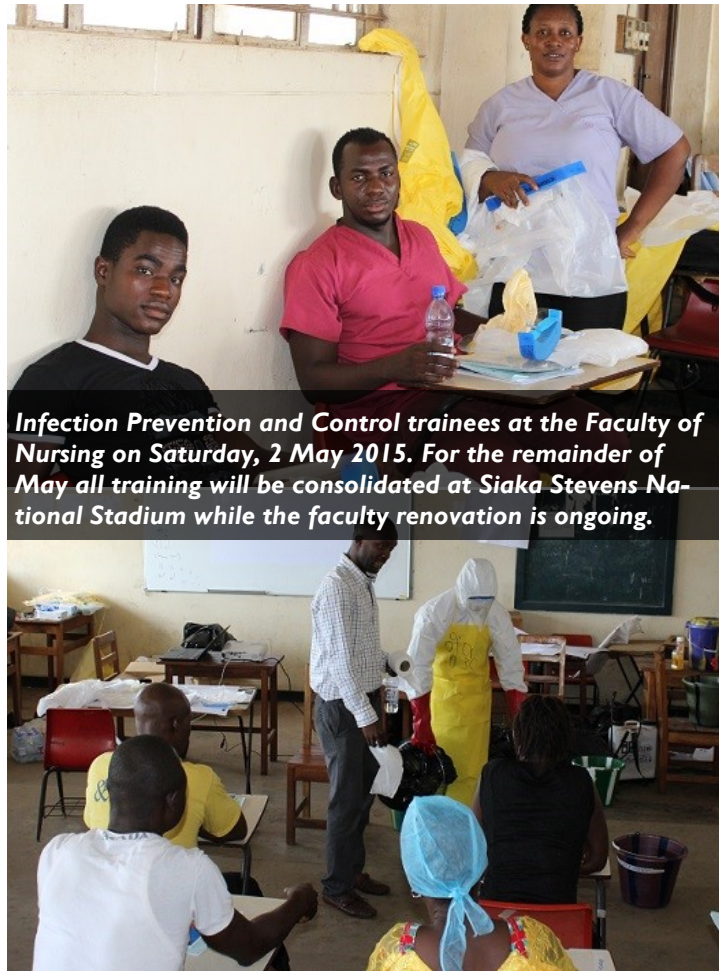 Infection Prevention and Control trainees at the Faculty of
Nursing on Saturday, 2 May 2015. For the remainder of
May all training will be consolidated at Siaka Stevens Na-
tional Stadium while the faculty renovation is ongoing.